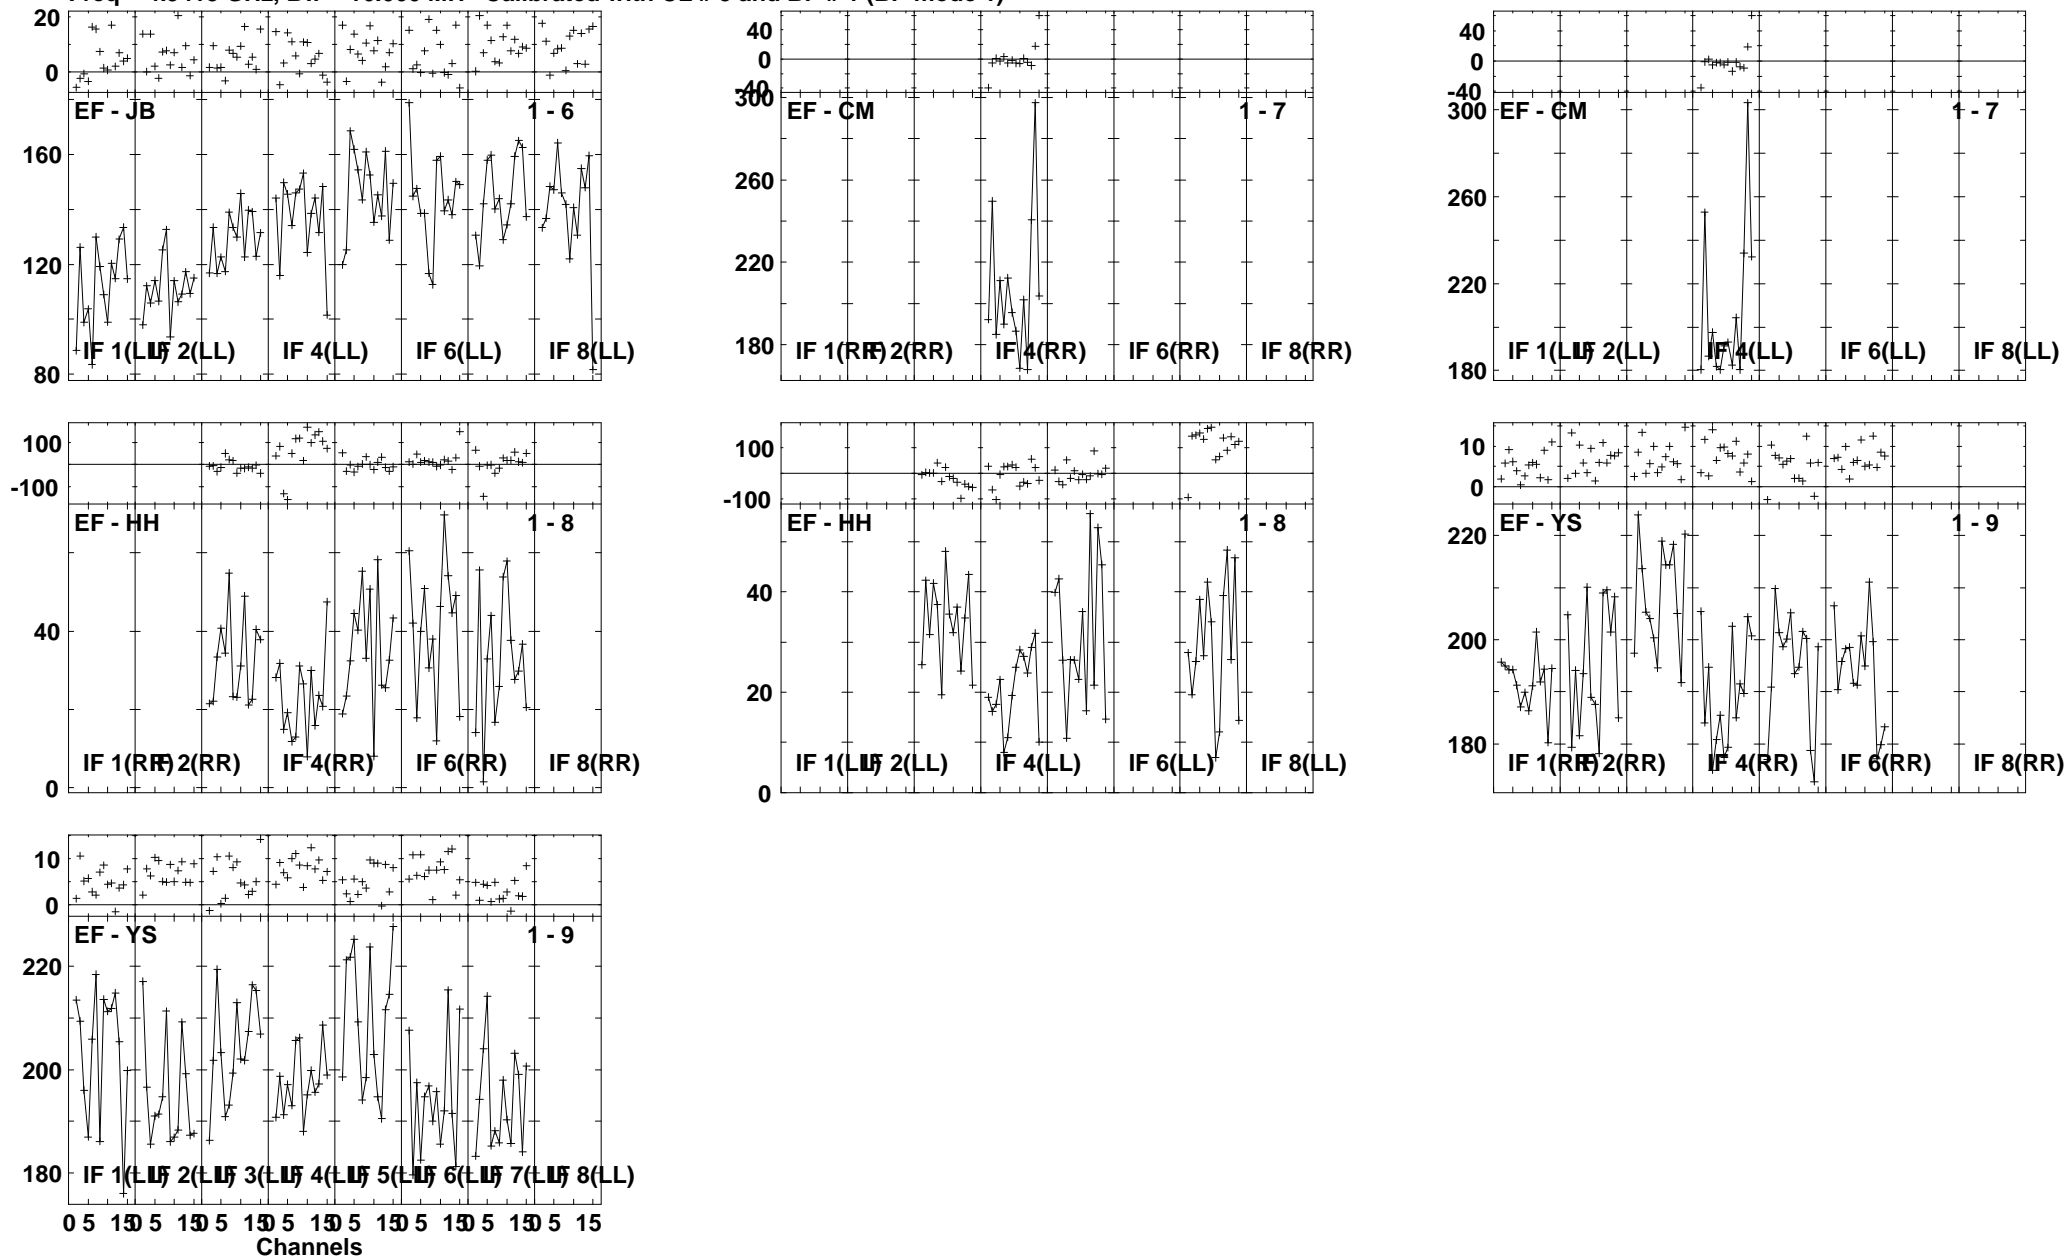 20
0
EF - JB
1 - 6
160
120
80
IF 1(LL)
IF 2(LL)
IF 4(LL)
IF 6(LL)
IF 8(LL)
40
0
-40
300
EF - CM
1 - 7
260
220
180
IF 1(RR)
IF 2(RR)
IF 4(RR)
IF 6(RR)
IF 8(RR)
40
0
-40
300
EF - CM
1 - 7
260
220
180
IF 1(LL)
IF 2(LL)
IF 4(LL)
IF 6(LL)
IF 8(LL)
100
-100
EF - HH
1 - 8
40
0
IF 1(RR)
IF 2(RR)
IF 4(RR)
IF 6(RR)
IF 8(RR)
100
-100
EF - HH
1 - 8
40
20
0
IF 1(LL)
IF 2(LL)
IF 4(LL)
IF 6(LL)
IF 8(LL)
10
0
EF - YS
1 - 9
220
200
180
IF 1(RR)
IF 2(RR)
IF 4(RR)
IF 6(RR)
IF 8(RR)
10
0
EF - YS
1 - 9
220
200
180
IF 1(LL)
IF 2(LL)
IF 3(LL)
IF 4(LL)
IF 5(LL)
IF 6(LL)
IF 7(LL)
IF 8(LL)
0 5 15 0 5 15 0 5 15 0 5 15 0 5 15
Channels